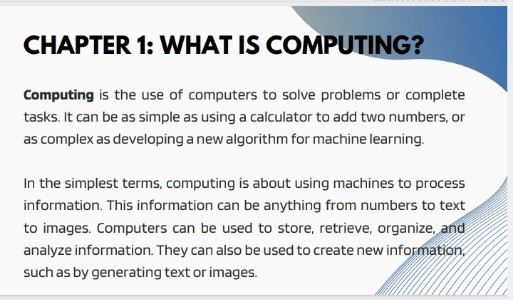 CHAPTER 1: WHAT IS COMPUTING?
Computing is the use of computers to solve problems or complete
tasks. It can be as simple as using a calculator to add two numbers, or
as complex as developing a new algorithm for machine learning.
In the simplest terms, computing is about using machines to process
information. This information can be anything from numbers to text
to images. Computers can be used to store, retrieve, organize, and
analyze information. They can also be used to create new information,
such as by generating text or images.